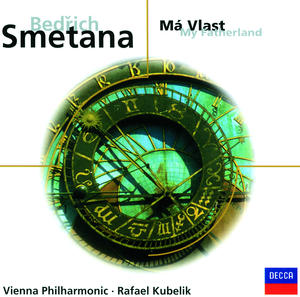 Bedřich
Smetana
Má Vlast
My Fatherland
Vienna Philharmonic · Rafael Kubelik
DECCA